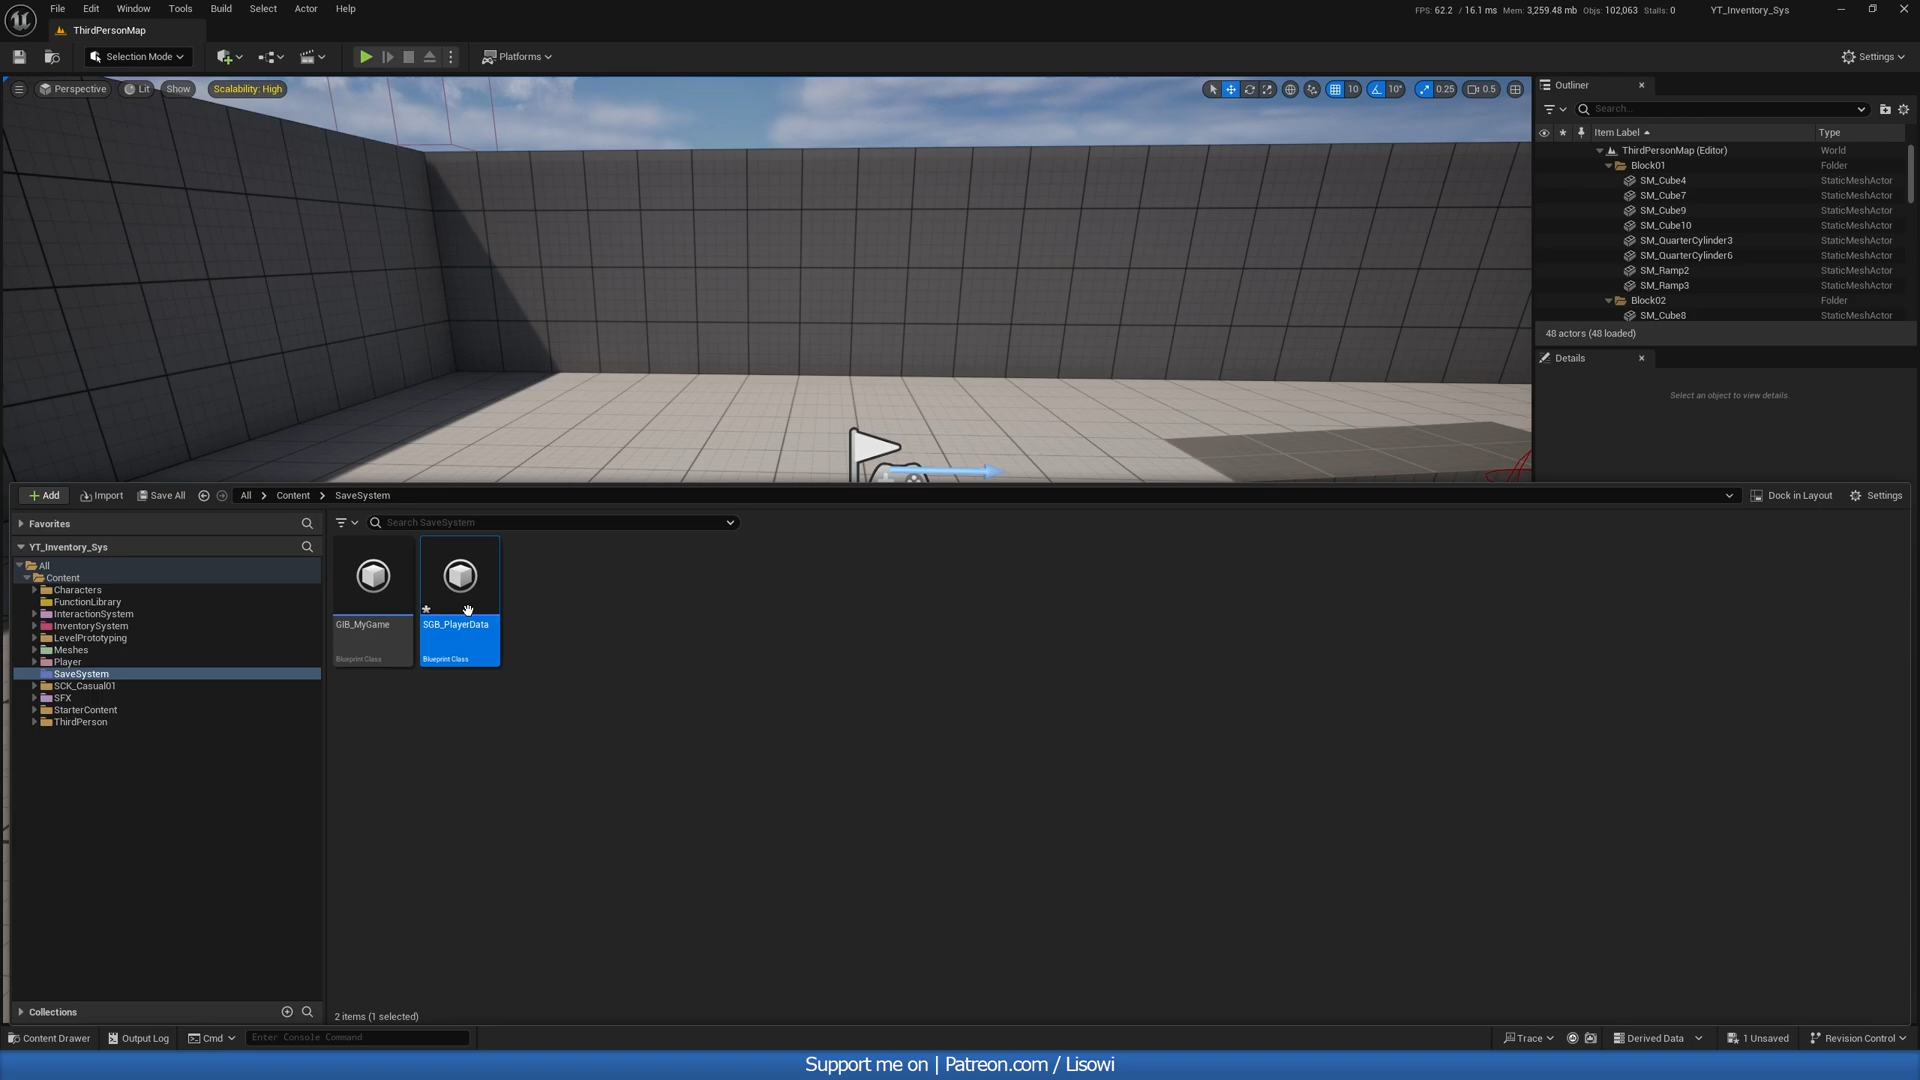 File Edit Window Tools Build Select Actor Help
FPS: 62.2 / 16.1 ms Mem: 3,259.48 mb Objs: 102,063 Stalls: 0 YT_Inventory_Sys
ThirdPersonMap
Selection Mode Platforms Settings
Perspective Lit Show Scalability: High 10 10° 0.25 0.5
Outliner
Search...
Item Label Type
ThirdPersonMap (Editor) World
Block01 Folder
SM_Cube4 StaticMeshActor
SM_Cube7 StaticMeshActor
SM_Cube9 StaticMeshActor
SM_Cube10 StaticMeshActor
SM_QuarterCylinder3 StaticMeshActor
SM_QuarterCylinder6 StaticMeshActor
SM_Ramp2 StaticMeshActor
SM_Ramp3 StaticMeshActor
Block02 Folder
SM_Cube8 StaticMeshActor
48 actors (48 loaded)
Details
Select an object to view details.
Add Import Save All All Content SaveSystem Dock in Layout Settings
Favorites
Search SaveSystem
YT_Inventory_Sys
All
Content
Characters
FunctionLibrary
InteractionSystem
InventorySystem
LevelPrototyping
Meshes
Player
SaveSystem
SCK_Casual01
SFX
StarterContent
ThirdPerson
GIB_MyGame
Blueprint Class
SGB_PlayerData
Blueprint Class
Collections
2 items (1 selected)
Content Drawer Output Log Cmd Enter Console Command Trace Derived Data 1 Unsaved Revision Control
Support me on | Patreon.com / Lisowi